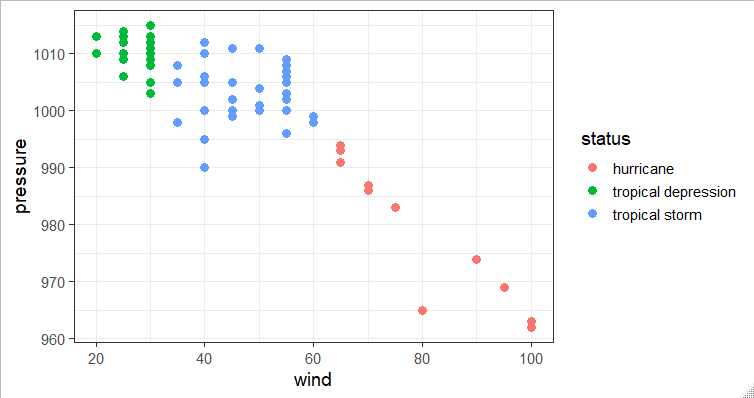 1010
1000
990
980
970
960
pressure
20 40 60 80 100
wind
status
hurricane
tropical depression
tropical storm